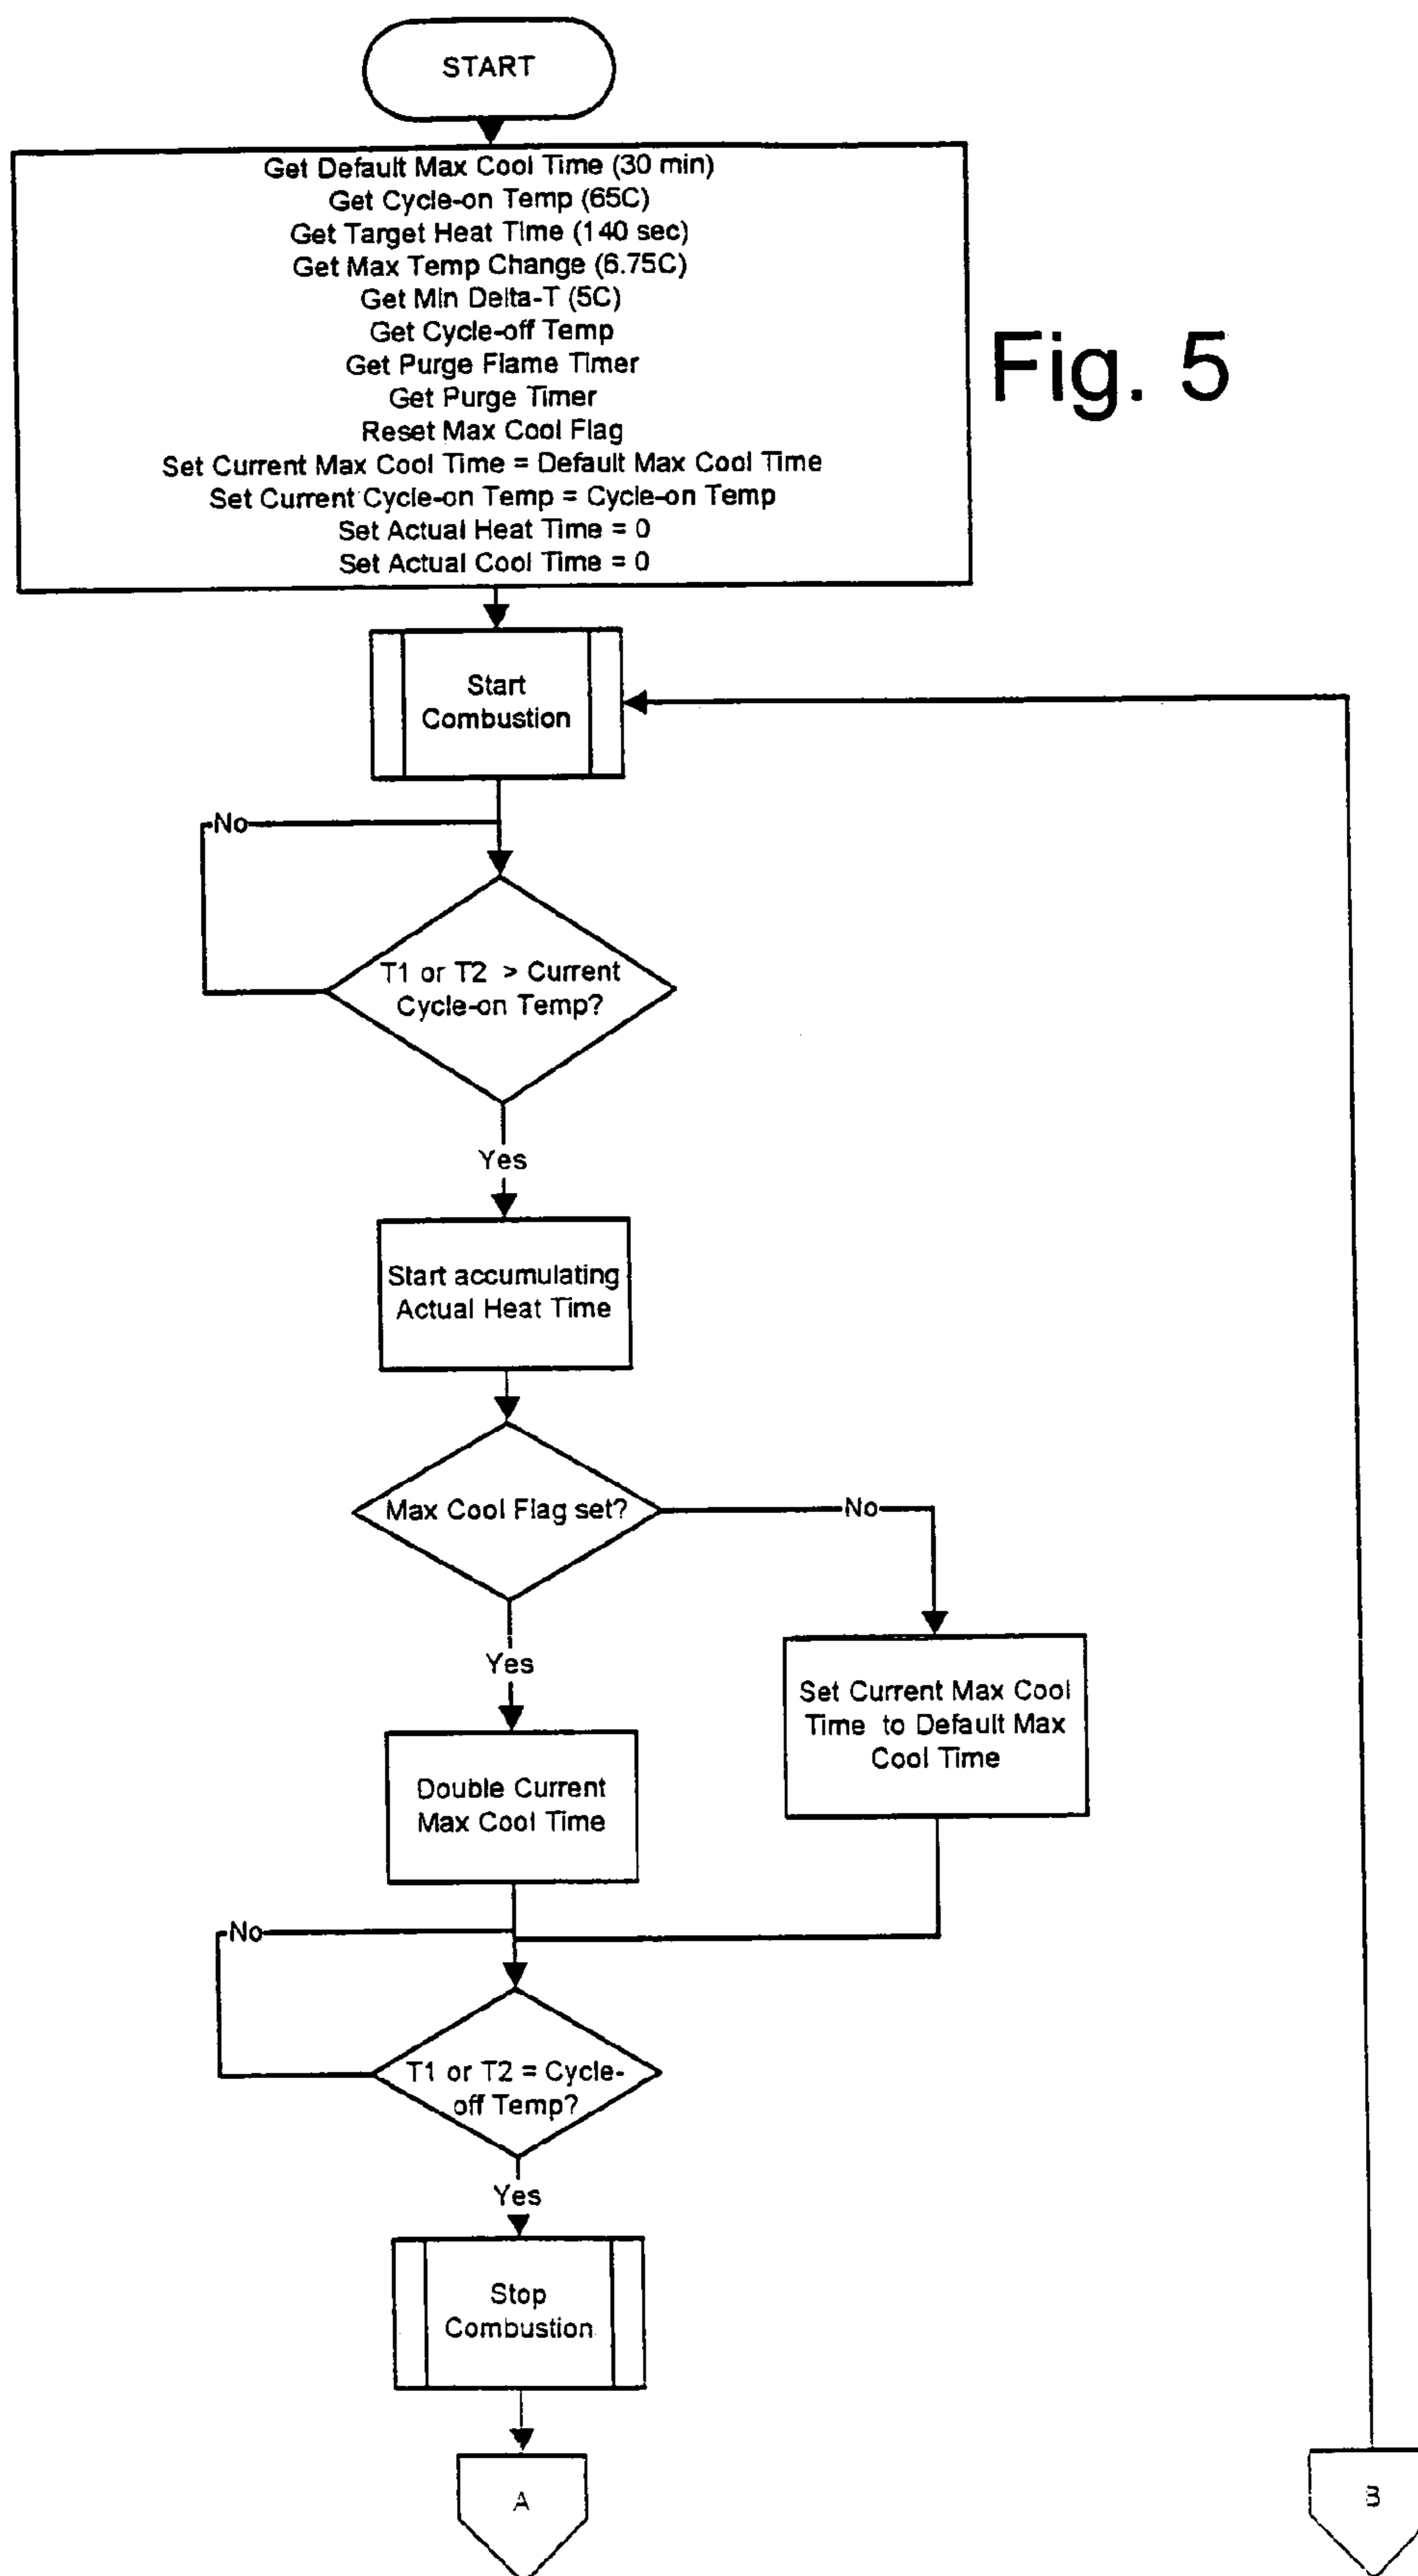 START
Get Default Max Cool Time (30 min)
Get Cycle-on Temp (65C)
Get Target Heat Time (140 sec)
Get Max Temp Change (6.75C)
Get Min Delta-T (5C)
Get Cycle-off Temp
Get Purge Flame Timer
Get Purge Timer
Reset Max Cool Flag
Set Current Max Cool Time = Default Max Cool Time
Set Current Cycle-on Temp = Cycle-on Temp
Set Actual Heat Time = 0
Set Actual Cool Time = 0
Fig. 5
Start
Combustion
No
T1 or T2 > Current
Cycle-on Temp?
Yes
Start accumulating
Actual Heat Time
Max Cool Flag set?
No
Yes
Set Current Max Cool
Time to Default Max
Cool Time
Double Current
Max Cool Time
No
T1 or T2 = Cycle-
off Temp?
Yes
Stop
Combustion
A
B